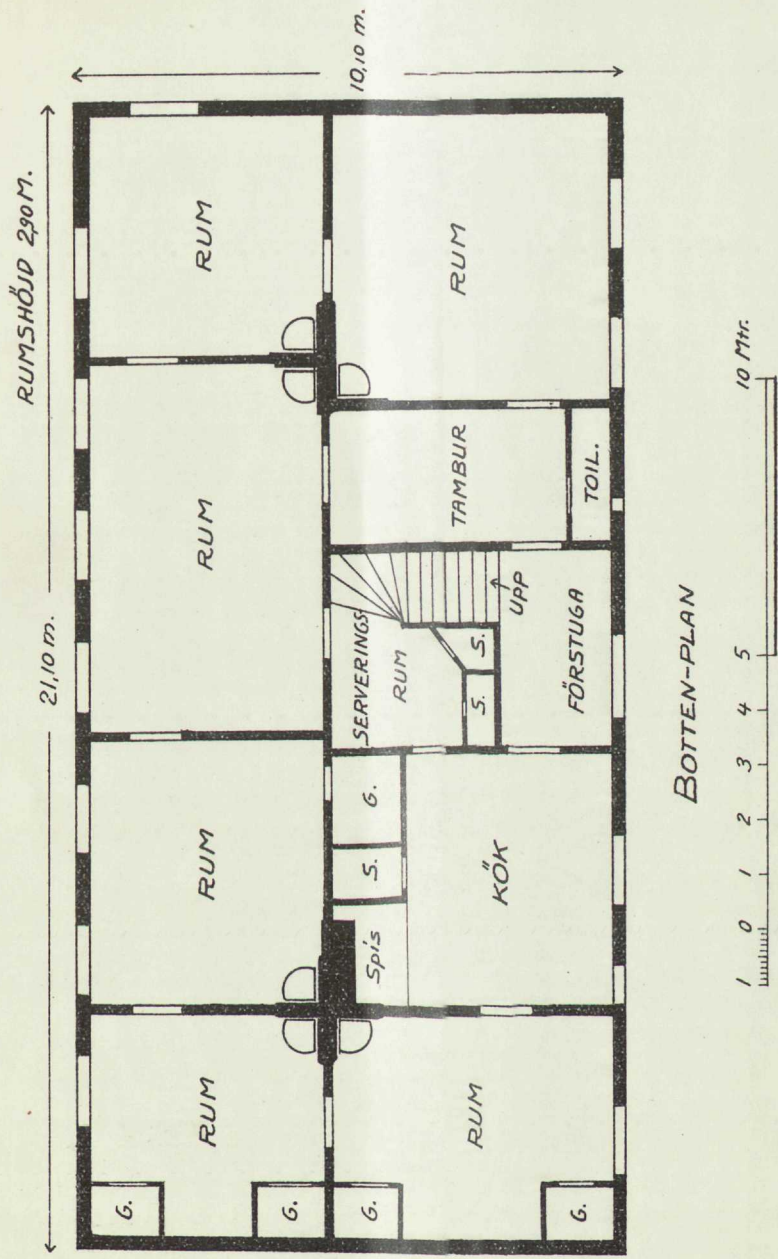 RUMSHÖJD 2,90 M.
21,10 m.
10,10 m.
G.
RUM
RUM
RUM
RUM
G.
G.
Spis
S.
G.
SERVERINGS
RUM
TAMBUR
RUM
RUM
KÖK
S.
S.
UPP
G.
FÖRSTUGA
TOIL.
BOTTEN-PLAN
1 0 1 2 3 4 5 10 Mtr.